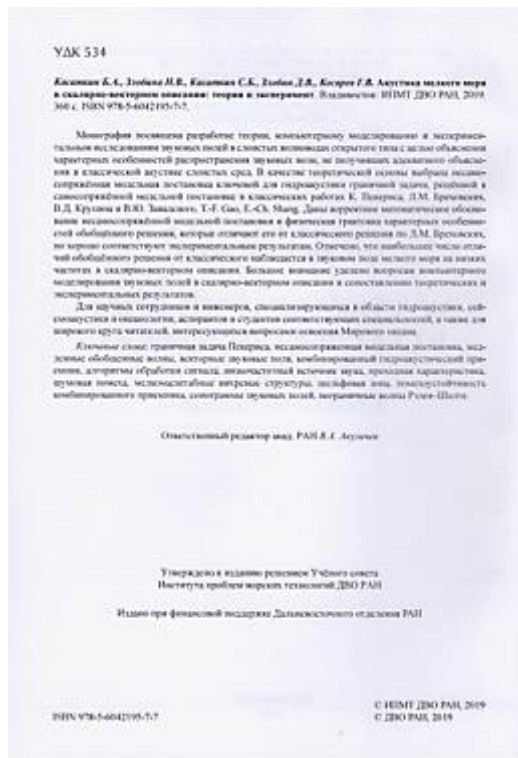 УДК 534
Касаткин Б.А., Злобина Н.В., Касаткин С.Б., Злобин Д.В., Косарев Г.В. Акустика мелкого моря
в скалярно-векторном описании: теория и эксперимент. Владивосток: ИПМТ ДВО РАН, 2019.
360 с. ISBN 978-5-6042195-7-7.
Монография посвящена разработке теории, компьютерному моделированию и эксперимен-
тальным исследованиям звуковых полей в слоистых волноводах открытого типа с целью объяснения
характерных особенностей распространения звуковых волн, не получивших адекватного объясне-
ния в классической акустике слоистых сред. В качестве теоретической основы выбрана несамо-
сопряжённая модельная постановка ключевой для гидроакустики граничной задачи, решённой в
самосопряжённой модельной постановке в классических работах К. Пекериса, Л.М. Бреховских,
В.Д. Крупина и В.Ю. Завадского, T.-F. Gao, E.-Ch. Shang. Даны корректное математическое обосно-
вание несамосопряжённой модельной постановки и физическая трактовка характерных особенно-
стей обобщённого решения, которые отличают его от классического решения по Л.М. Бреховских,
но хорошо соответствуют экспериментальным результатам. Отмечено, что наибольшее число отли-
чий обобщённого решения от классического наблюдается в звуковом поле мелкого моря на низких
частотах в скалярно-векторном описании. Большое внимание уделено вопросам компьютерного
моделирования звуковых полей в скалярно-векторном описании и сопоставлению теоретических и
экспериментальных результатов.
Для научных сотрудников и инженеров, специализирующихся в области гидроакустики, сей-
смоакустики и океанологии, аспирантов и студентов соответствующих специальностей, а также для
широкого круга читателей, интересующихся вопросами освоения Мирового океана.
Ключевые слова: граничная задача Пекериса, несамосопряжённая модельная постановка, мед-
ленные обобщенные волны, векторные звуковые поля, комбинированный гидроакустический при-
емник, алгоритмы обработки сигнала, низкочастотный источник звука, проходная характеристика,
шумовая помеха, мелкомасштабные вихревые структуры, шельфовая зона, помехоустойчивость
комбинированного приемника, сонограммы звуковых полей, пограничные волны Рэлея–Шолте.
Ответственный редактор акад. РАН В.А. Акуличев
Утверждено к изданию решением Учёного совета
Института проблем морских технологий ДВО РАН
Издано при финансовой поддержке Дальневосточного отделения РАН
ISBN 978-5-6042195-7-7
© ИПМТ ДВО РАН, 2019
© ДВО РАН, 2019